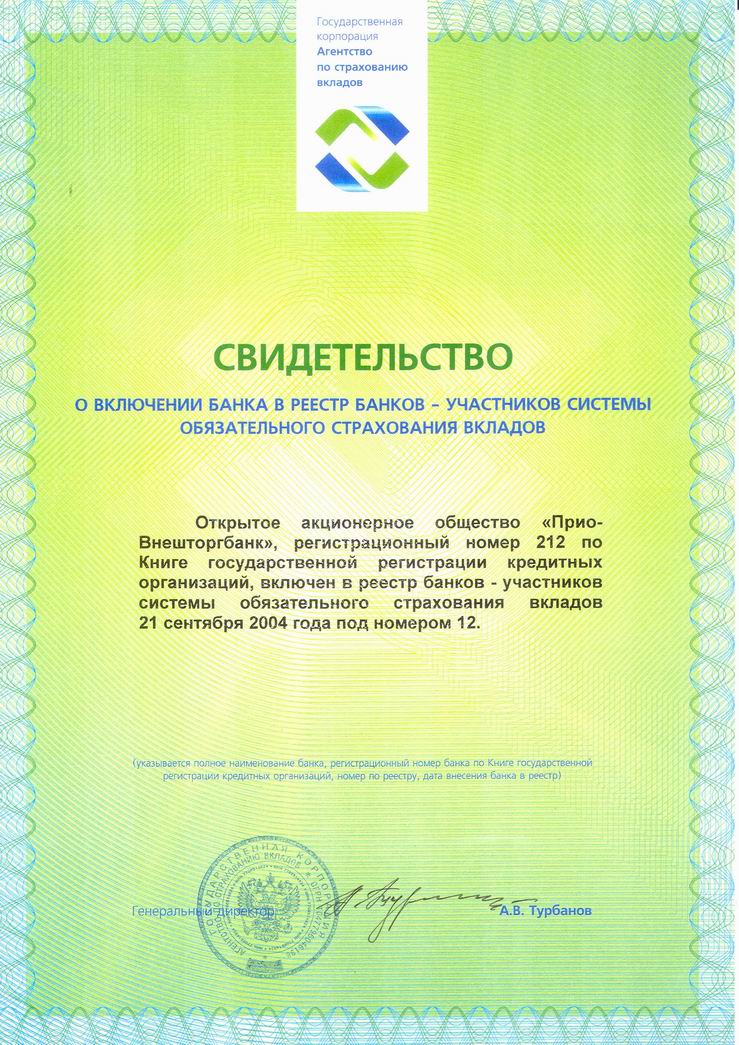 Государственная
корпорация
Агентство
по страхованию
вкладов
СВИДЕТЕЛЬСТВО
О ВКЛЮЧЕНИИ БАНКА В РЕЕСТР БАНКОВ – УЧАСТНИКОВ СИСТЕМЫ
ОБЯЗАТЕЛЬНОГО СТРАХОВАНИЯ ВКЛАДОВ
Открытое акционерное общество «Прио-
Внешторгбанк», регистрационный номер 212 по
Книге государственной регистрации кредитных
организаций, включен в реестр банков - участников
системы обязательного страхования вкладов
21 сентября 2004 года под номером 12.
(указывается полное наименование банка, регистрационный номер банка по Книге государственной
регистрации кредитных организаций, номер по реестру, дата внесения банка в реестр)
ГОСУДАРСТВЕННАЯ КОРПОРАЦИЯ
АГЕНТСТВО ПО СТРАХОВАНИЮ ВКЛАДОВ
Генеральный директор
А.В. Турбанов